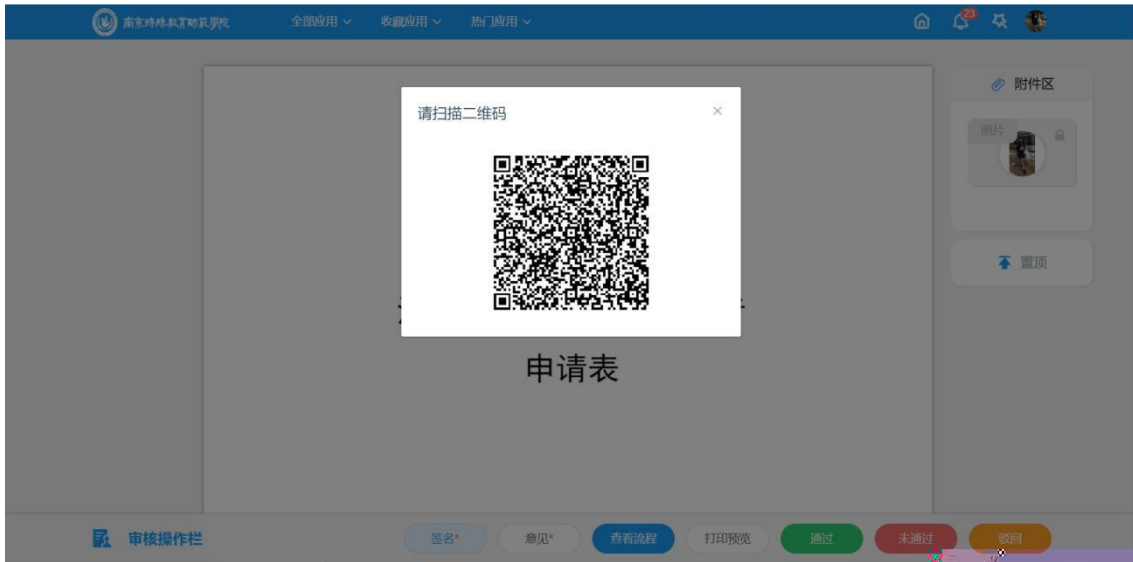 南京特殊教育师范学院
全部应用
收藏应用
热门应用
23
附件区
请扫描二维码
×
照片
置顶
申请表
审核操作栏
签名*
意见*
查看流程
打印预览
通过
未通过
驳回